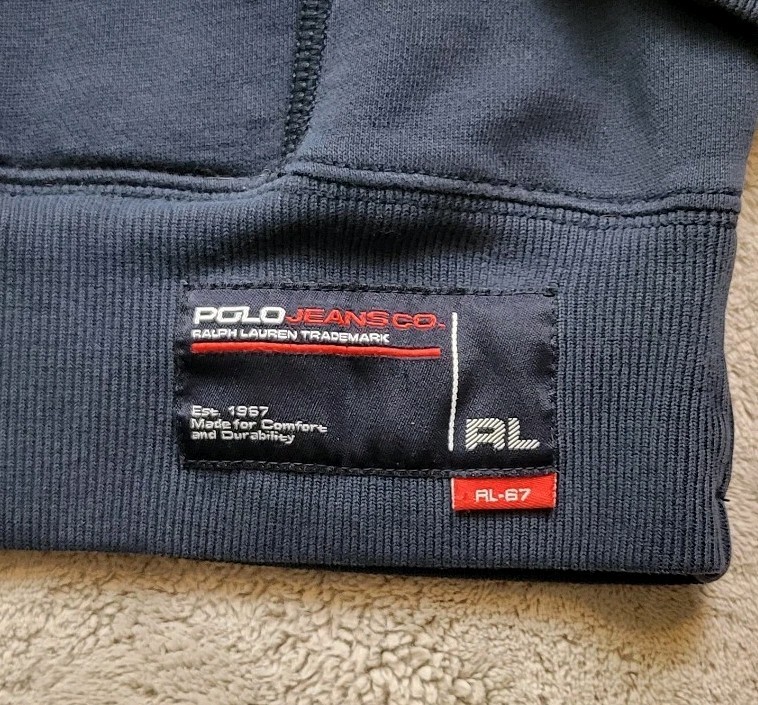 POLO JEANS CO.
RALPH LAUREN TRADEMARK
Est. 1967
Made for Comfort
and Durability
RL
RL-67